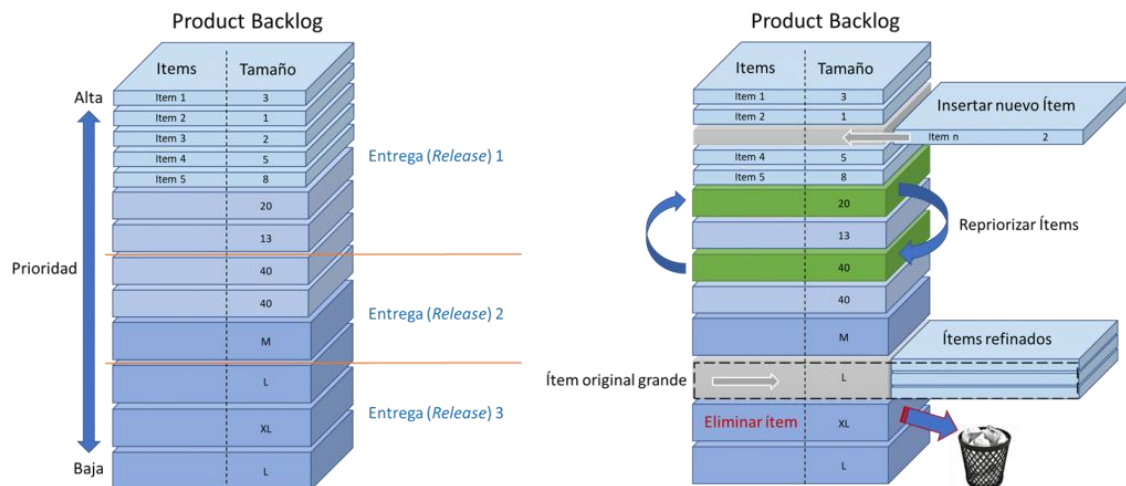 Product Backlog
Items Tamaño
Alta
Item 1 3
Item 2 1
Item 3 2
Item 4 5
Item 5 8
20
13
40
40
M
L
XL
L
Prioridad
Baja
Entrega (Release) 1
Entrega (Release) 2
Entrega (Release) 3
Product Backlog
Items Tamaño
Item 1 3
Item 2 1
Item 4 5
Item 5 8
20
13
40
40
M
L
XL
L
Insertar nuevo Ítem
Item n 2
Repriorizar Ítems
Ítems refinados
Ítem original grande
Eliminar ítem